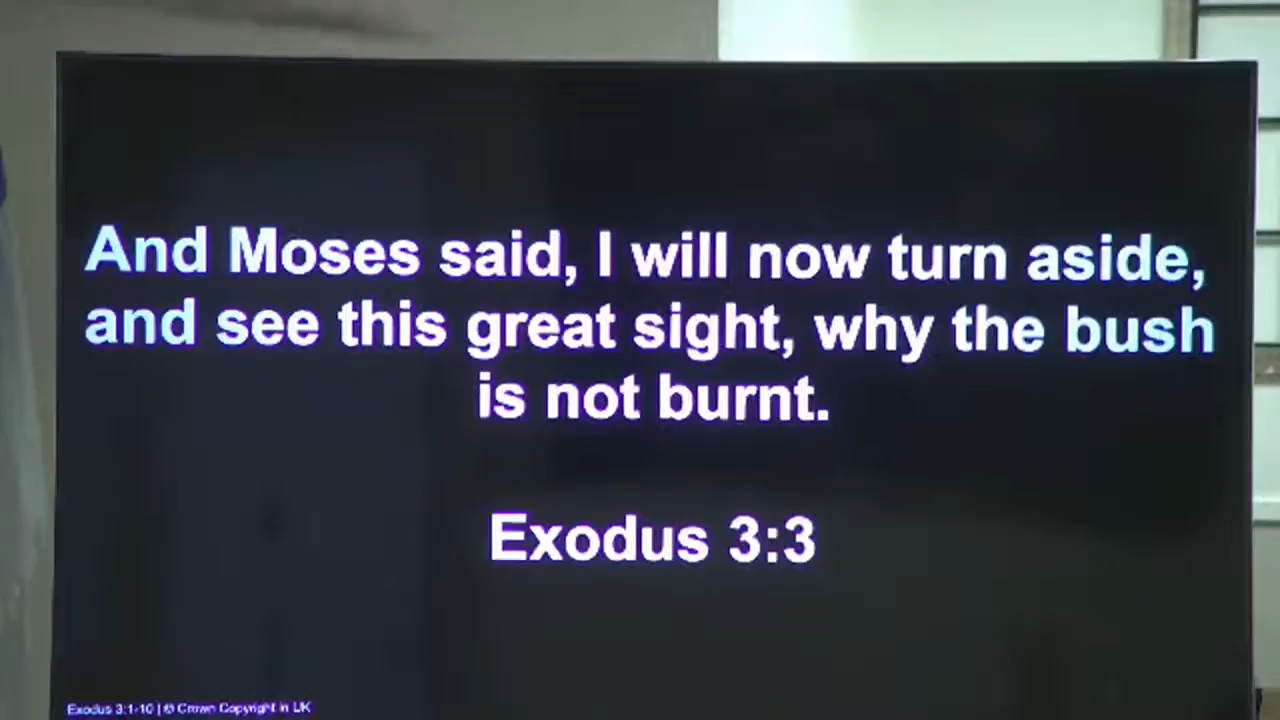 And Moses said, I will now turn aside,
and see this great sight, why the bush
is not burnt.
Exodus 3:3
Exodus 3:1-10 | © Crown Copyright in UK